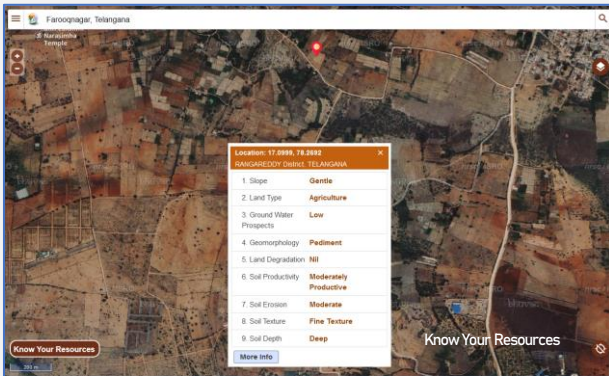 Farooqnagar, Telangana
Narasimha
Temple
Location: 17.0999, 78.2692
RANGAREDDY District, TELANGANA
1. Slope Gentle
2. Land Type Agriculture
3. Ground Water Low
Prospects
4. Geomorphology Pediment
5. Land Degradation Nil
6. Soil Productivity Moderately
Productive
7. Soil Erosion Moderate
8. Soil Texture Fine Texture
9. Soil Depth Deep
More Info
Know Your Resources
Know Your Resources